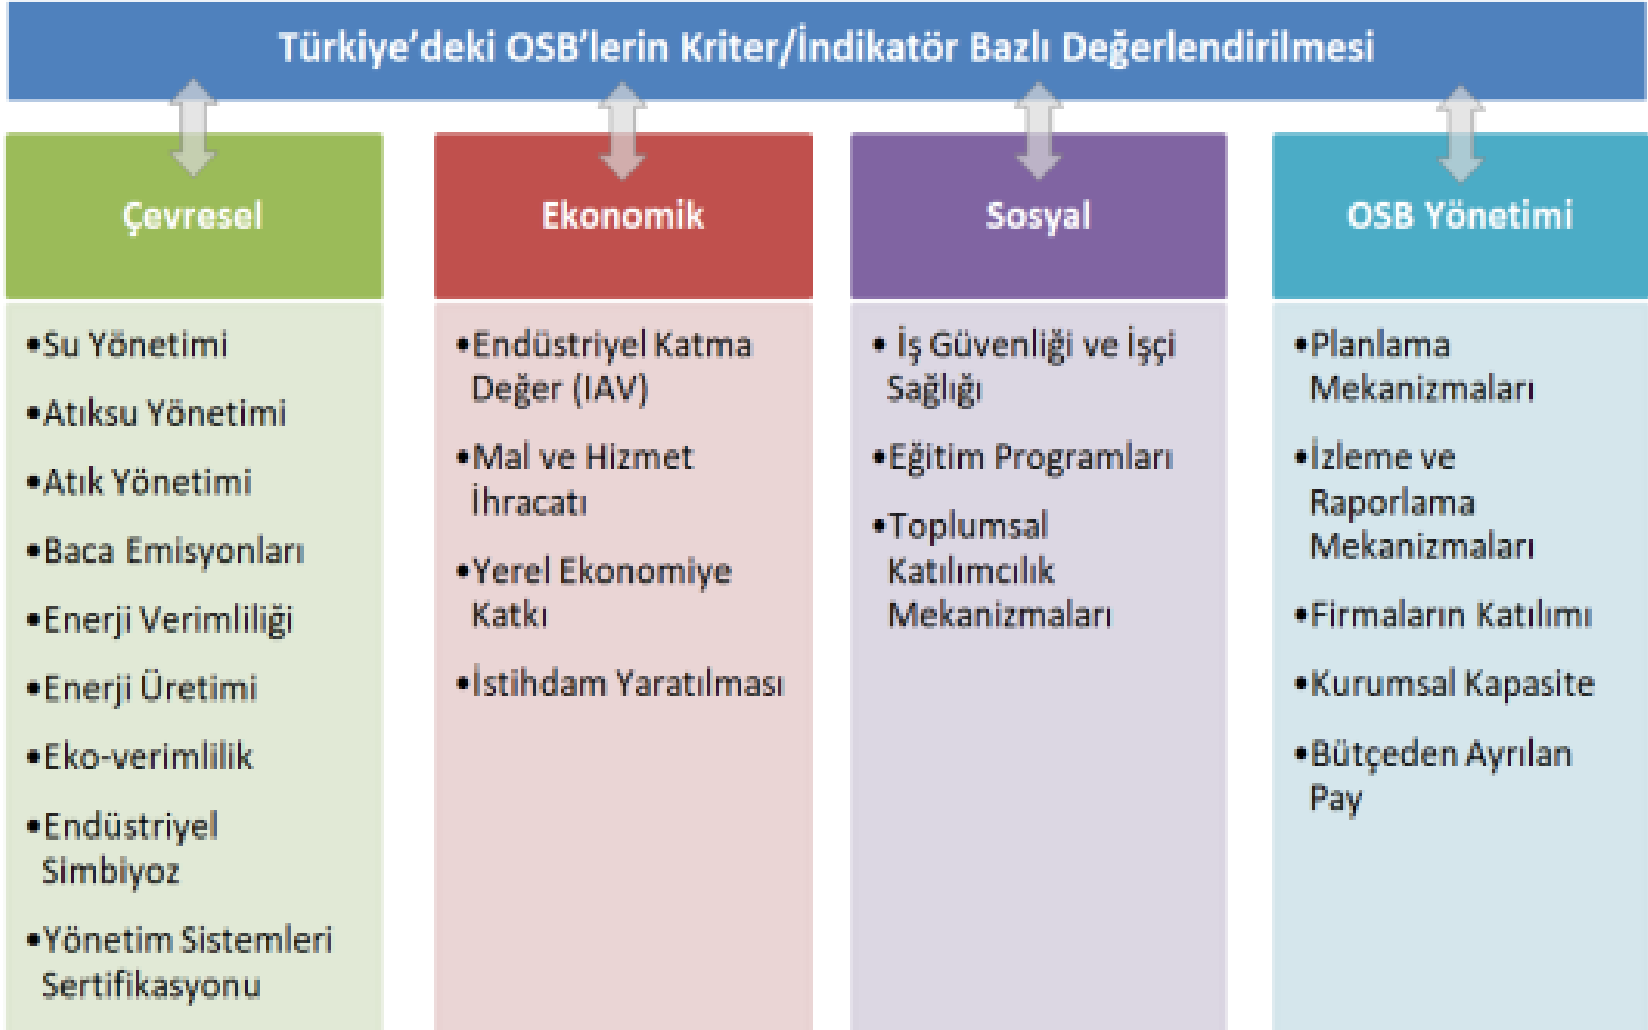 Türkiye'deki OSB'lerin Kriter/İndikatör Bazlı Değerlendirilmesi
Çevresel
•Su Yönetimi
•Atıksu Yönetimi
•Atık Yönetimi
•Baca Emisyonları
•Enerji Verimliliği
•Enerji Üretimi
•Eko-verimlilik
•Endüstriyel
Simbiyoz
•Yönetim Sistemleri
Sertifikasyonu
Ekonomik
•Endüstriyel Katma
Değer (IAV)
•Mal ve Hizmet
İhracatı
•Yerel Ekonomiye
Katkı
•İstihdam Yaratılması
Sosyal
• İş Güvenliği ve İşçi
Sağlığı
•Eğitim Programları
•Toplumsal
Katılımcılık
Mekanizmaları
OSB Yönetimi
•Planlama
Mekanizmaları
•İzleme ve
Raporlama
Mekanizmaları
•Firmaların Katılımı
•Kurumsal Kapasite
•Bütçeden Ayrılan
Pay